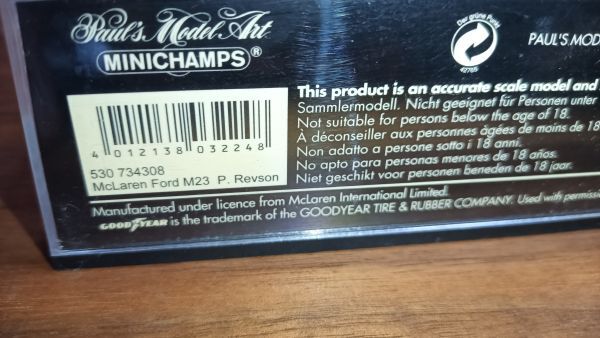 Paul's Model Art
MINICHAMPS®
Der Grüne Punkt
42765
PAUL'S MOD
4 012138 032248
530 734308
McLaren Ford M23 P. Revson
This product is an accurate scale model and
Sammlermodell. Nicht geeignet für Personen unter
Not suitable for persons below the age of 18.
À déconseiller aux personnes âgées de moins de 18
Non adatto a persone sotto i 18 anni.
No apto para personas menores de 18 años.
Niet geschikt voor personen beneden de 18 jaar.
Manufactured under licence from McLaren International Limited.
GOODYEAR is the trademark of the GOODYEAR TIRE & RUBBER COMPANY. Used with permissi